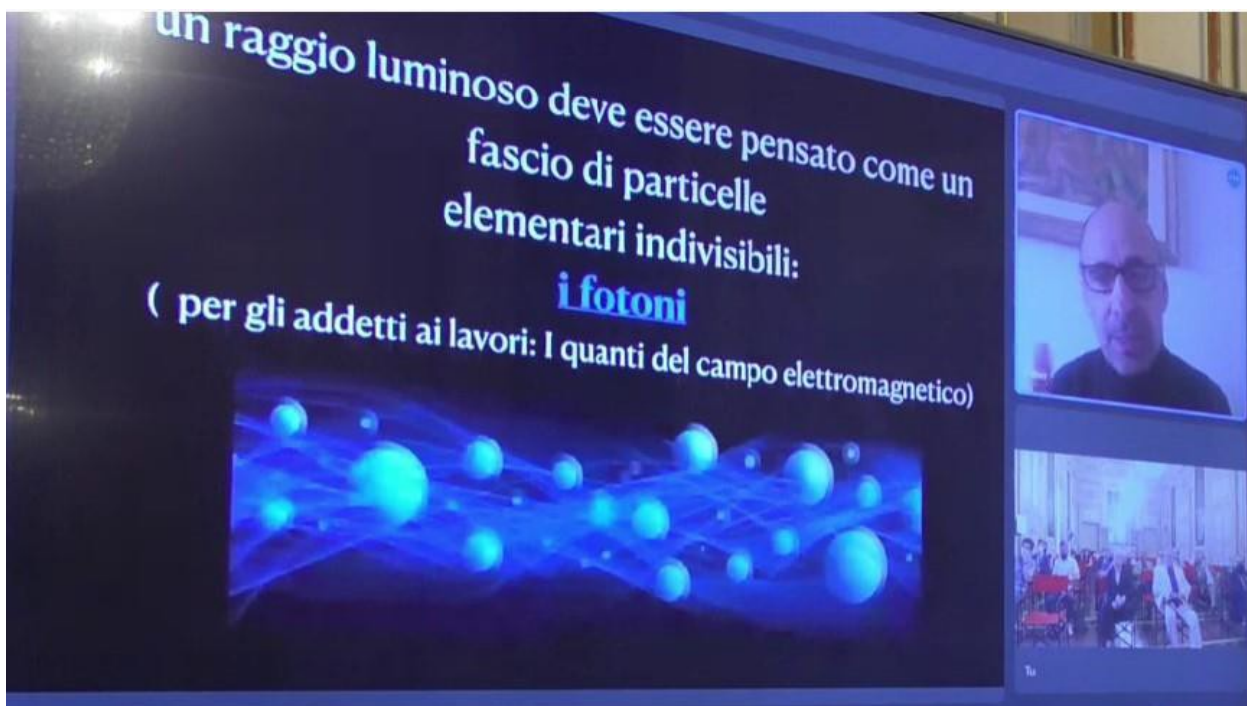 un raggio luminoso deve essere pensato come un
fascio di particelle
elementari indivisibili:
i fotoni
( per gli addetti ai lavori: I quanti del campo elettromagnetico)
Tu